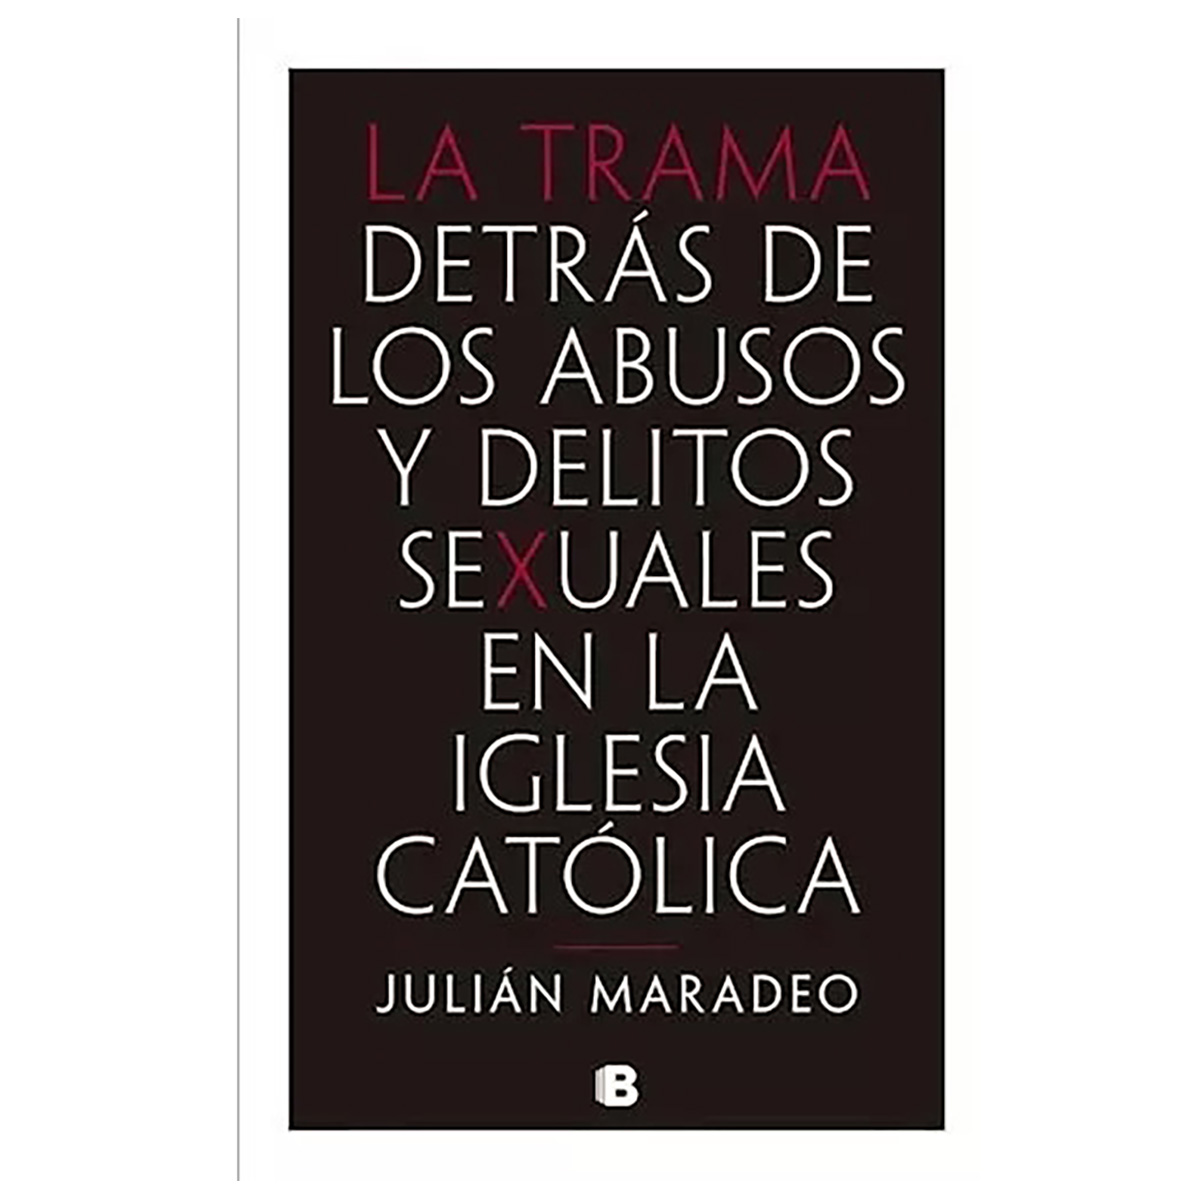 LA TRAMA
DETRÁS DE
LOS ABUSOS
Y DELITOS
SEXUALES
EN LA
IGLESIA
CATÓLICA
JULIÁN MARADEO
B